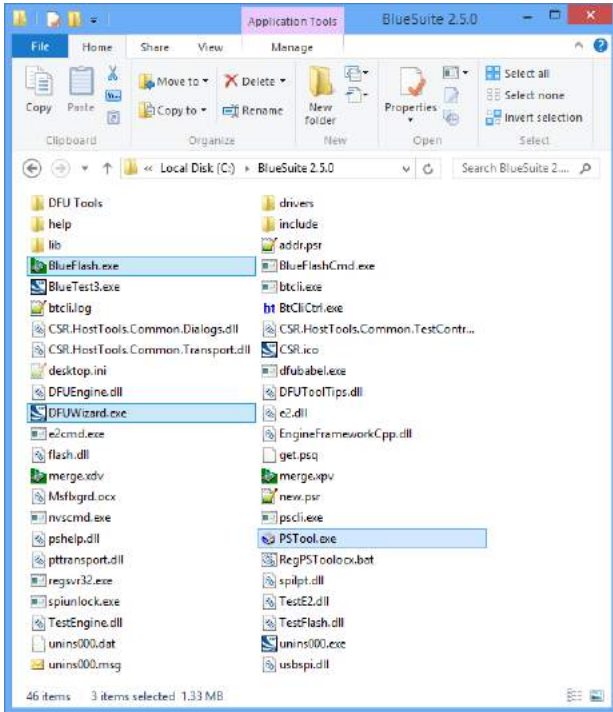 Application Tools
BlueSuite 2.5.0
File
Home
Share
View
Manage
Copy
Paste
Move to
Copy to
Delete
Rename
New folder
Properties
Select all
Select none
Invert selection
Clipboard
Organize
New
Open
Select
« Local Disk (C:) ▸ BlueSuite 2.5.0
Search BlueSuite 2....
DFU Tools
help
lib
BlueFlash.exe
BlueTest3.exe
btcli.log
CSR.HostTools.Common.Dialogs.dll
CSR.HostTools.Common.Transport.dll
desktop.ini
DFUEngine.dll
DFUWizard.exe
e2cmd.exe
flash.dll
merge.xdv
Msflxgrd.ocx
nvscmd.exe
pshelp.dll
pttransport.dll
regsvr32.exe
spiunlock.exe
TestEngine.dll
unins000.dat
unins000.msg
drivers
include
addr.psr
BlueFlashCmd.exe
btcli.exe
BtCliCtrl.exe
CSR.HostTools.Common.TestContr...
CSR.ico
dfubabel.exe
DFUToolTips.dll
e2.dll
EngineFrameworkCpp.dll
get.psq
merge.xpv
new.psr
pscli.exe
PSTool.exe
RegPSToolocx.bat
spilpt.dll
TestE2.dll
TestFlash.dll
unins000.exe
usbspi.dll
46 items
3 items selected 1.33 MB